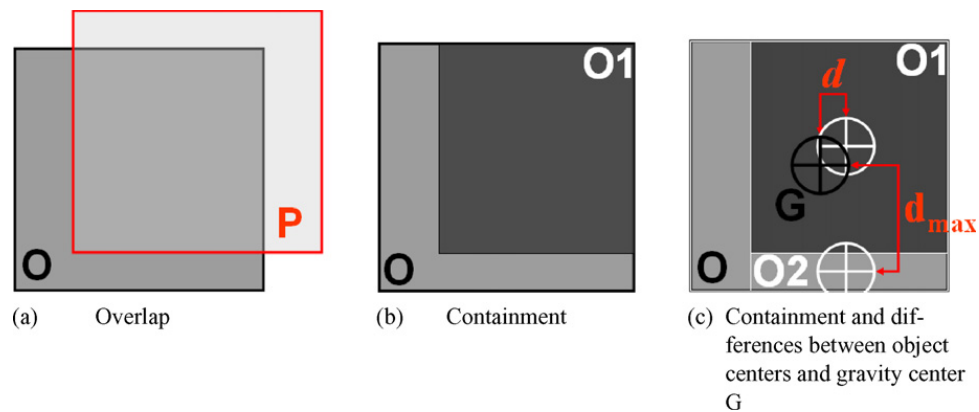 O
P
O
O1
O
O1
d
G
d max
O2
(a) Overlap
(b) Containment
(c) Containment and dif-
ferences between object
centers and gravity center
G